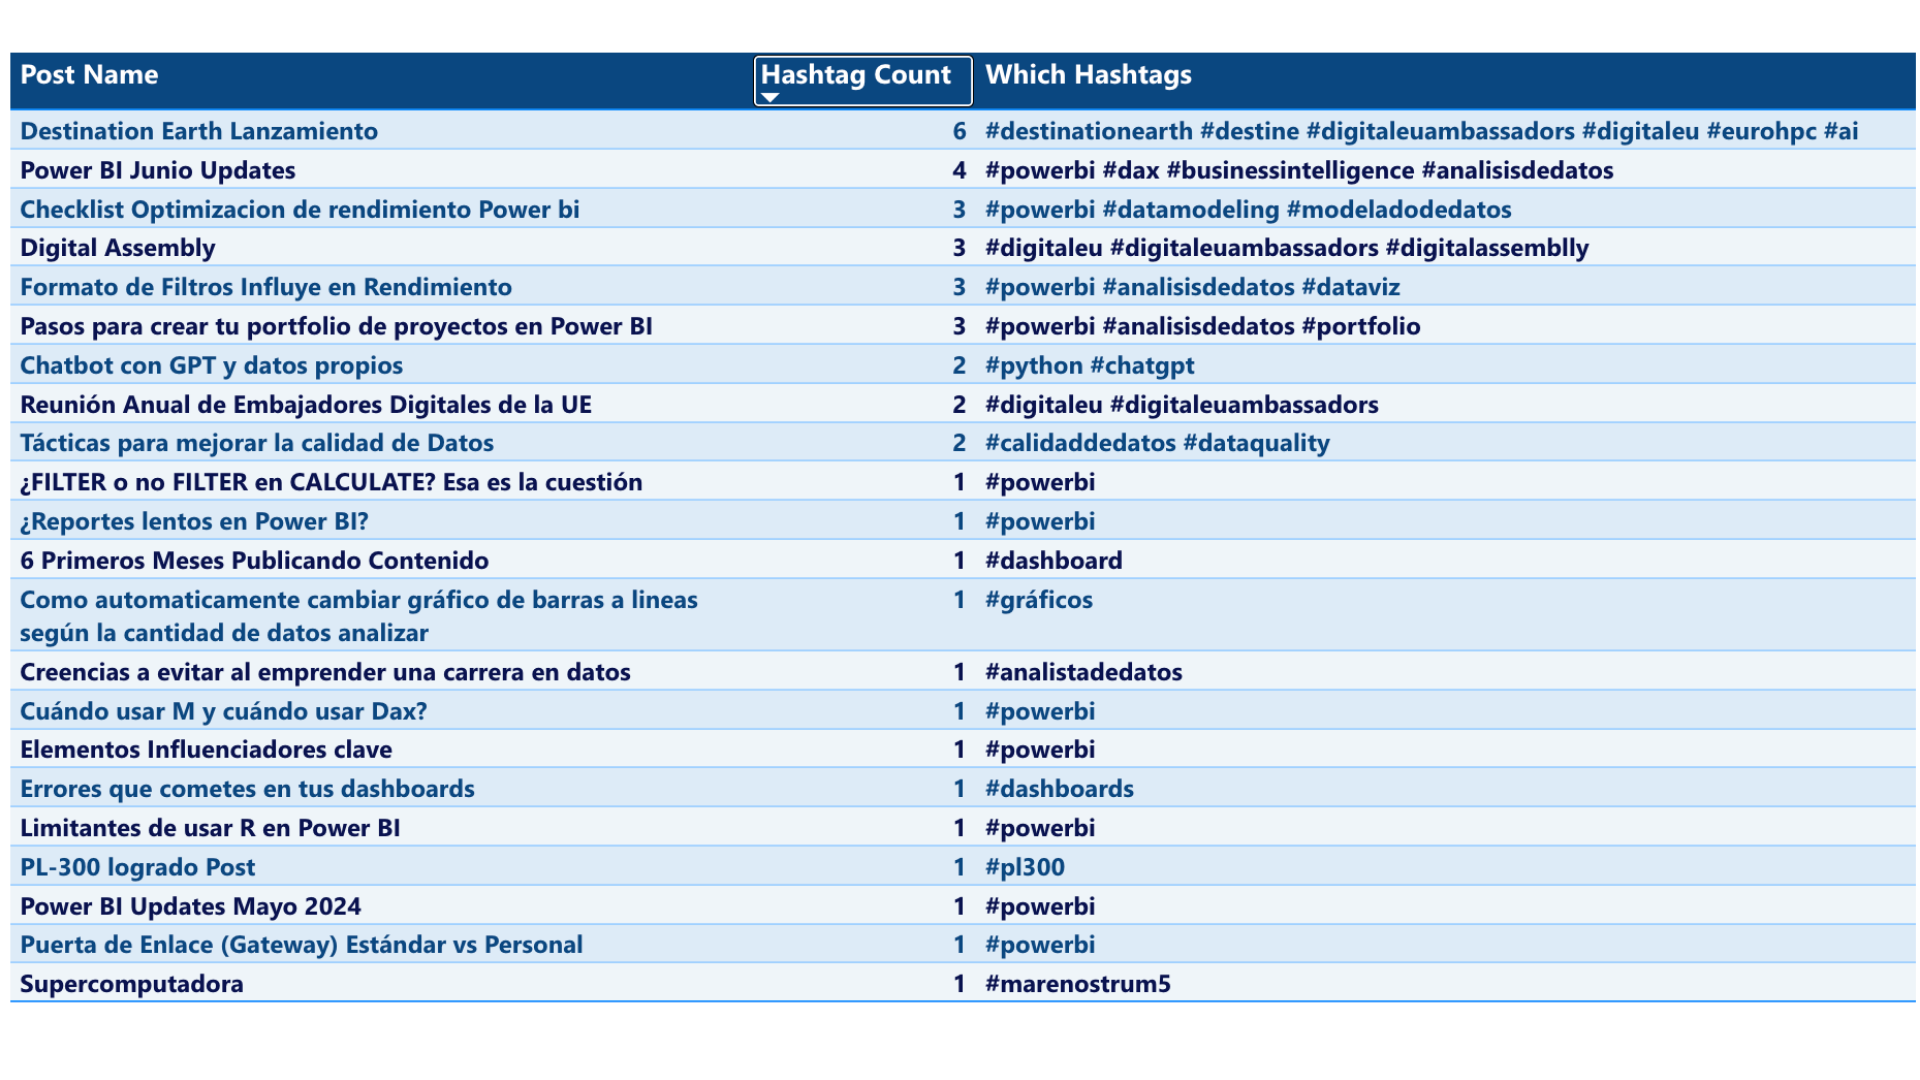 Post Name Hashtag Count Which Hashtags
Destination Earth Lanzamiento 6 #destinationearth #destine #digitaleuambassadors #digitaleu #eurohpc #ai
Power BI Junio Updates 4 #powerbi #dax #businessintelligence #analisisdedatos
Checklist Optimizacion de rendimiento Power bi 3 #powerbi #datamodeling #modeladodedatos
Digital Assembly 3 #digitaleu #digitaleuambassadors #digitalassemblly
Formato de Filtros Influye en Rendimiento 3 #powerbi #analisisdedatos #dataviz
Pasos para crear tu portfolio de proyectos en Power BI 3 #powerbi #analisisdedatos #portfolio
Chatbot con GPT y datos propios 2 #python #chatgpt
Reunión Anual de Embajadores Digitales de la UE 2 #digitaleu #digitaleuambassadors
Tácticas para mejorar la calidad de Datos 2 #calidaddedatos #dataquality
¿FILTER o no FILTER en CALCULATE? Esa es la cuestión 1 #powerbi
¿Reportes lentos en Power BI? 1 #powerbi
6 Primeros Meses Publicando Contenido 1 #dashboard
Como automaticamente cambiar gráfico de barras a lineas 1 #gráficos
según la cantidad de datos analizar
Creencias a evitar al emprender una carrera en datos 1 #analistadedatos
Cuándo usar M y cuándo usar Dax? 1 #powerbi
Elementos Influenciadores clave 1 #powerbi
Errores que cometes en tus dashboards 1 #dashboards
Limitantes de usar R en Power BI 1 #powerbi
PL-300 logrado Post 1 #pl300
Power BI Updates Mayo 2024 1 #powerbi
Puerta de Enlace (Gateway) Estándar vs Personal 1 #powerbi
Supercomputadora 1 #marenostrum5